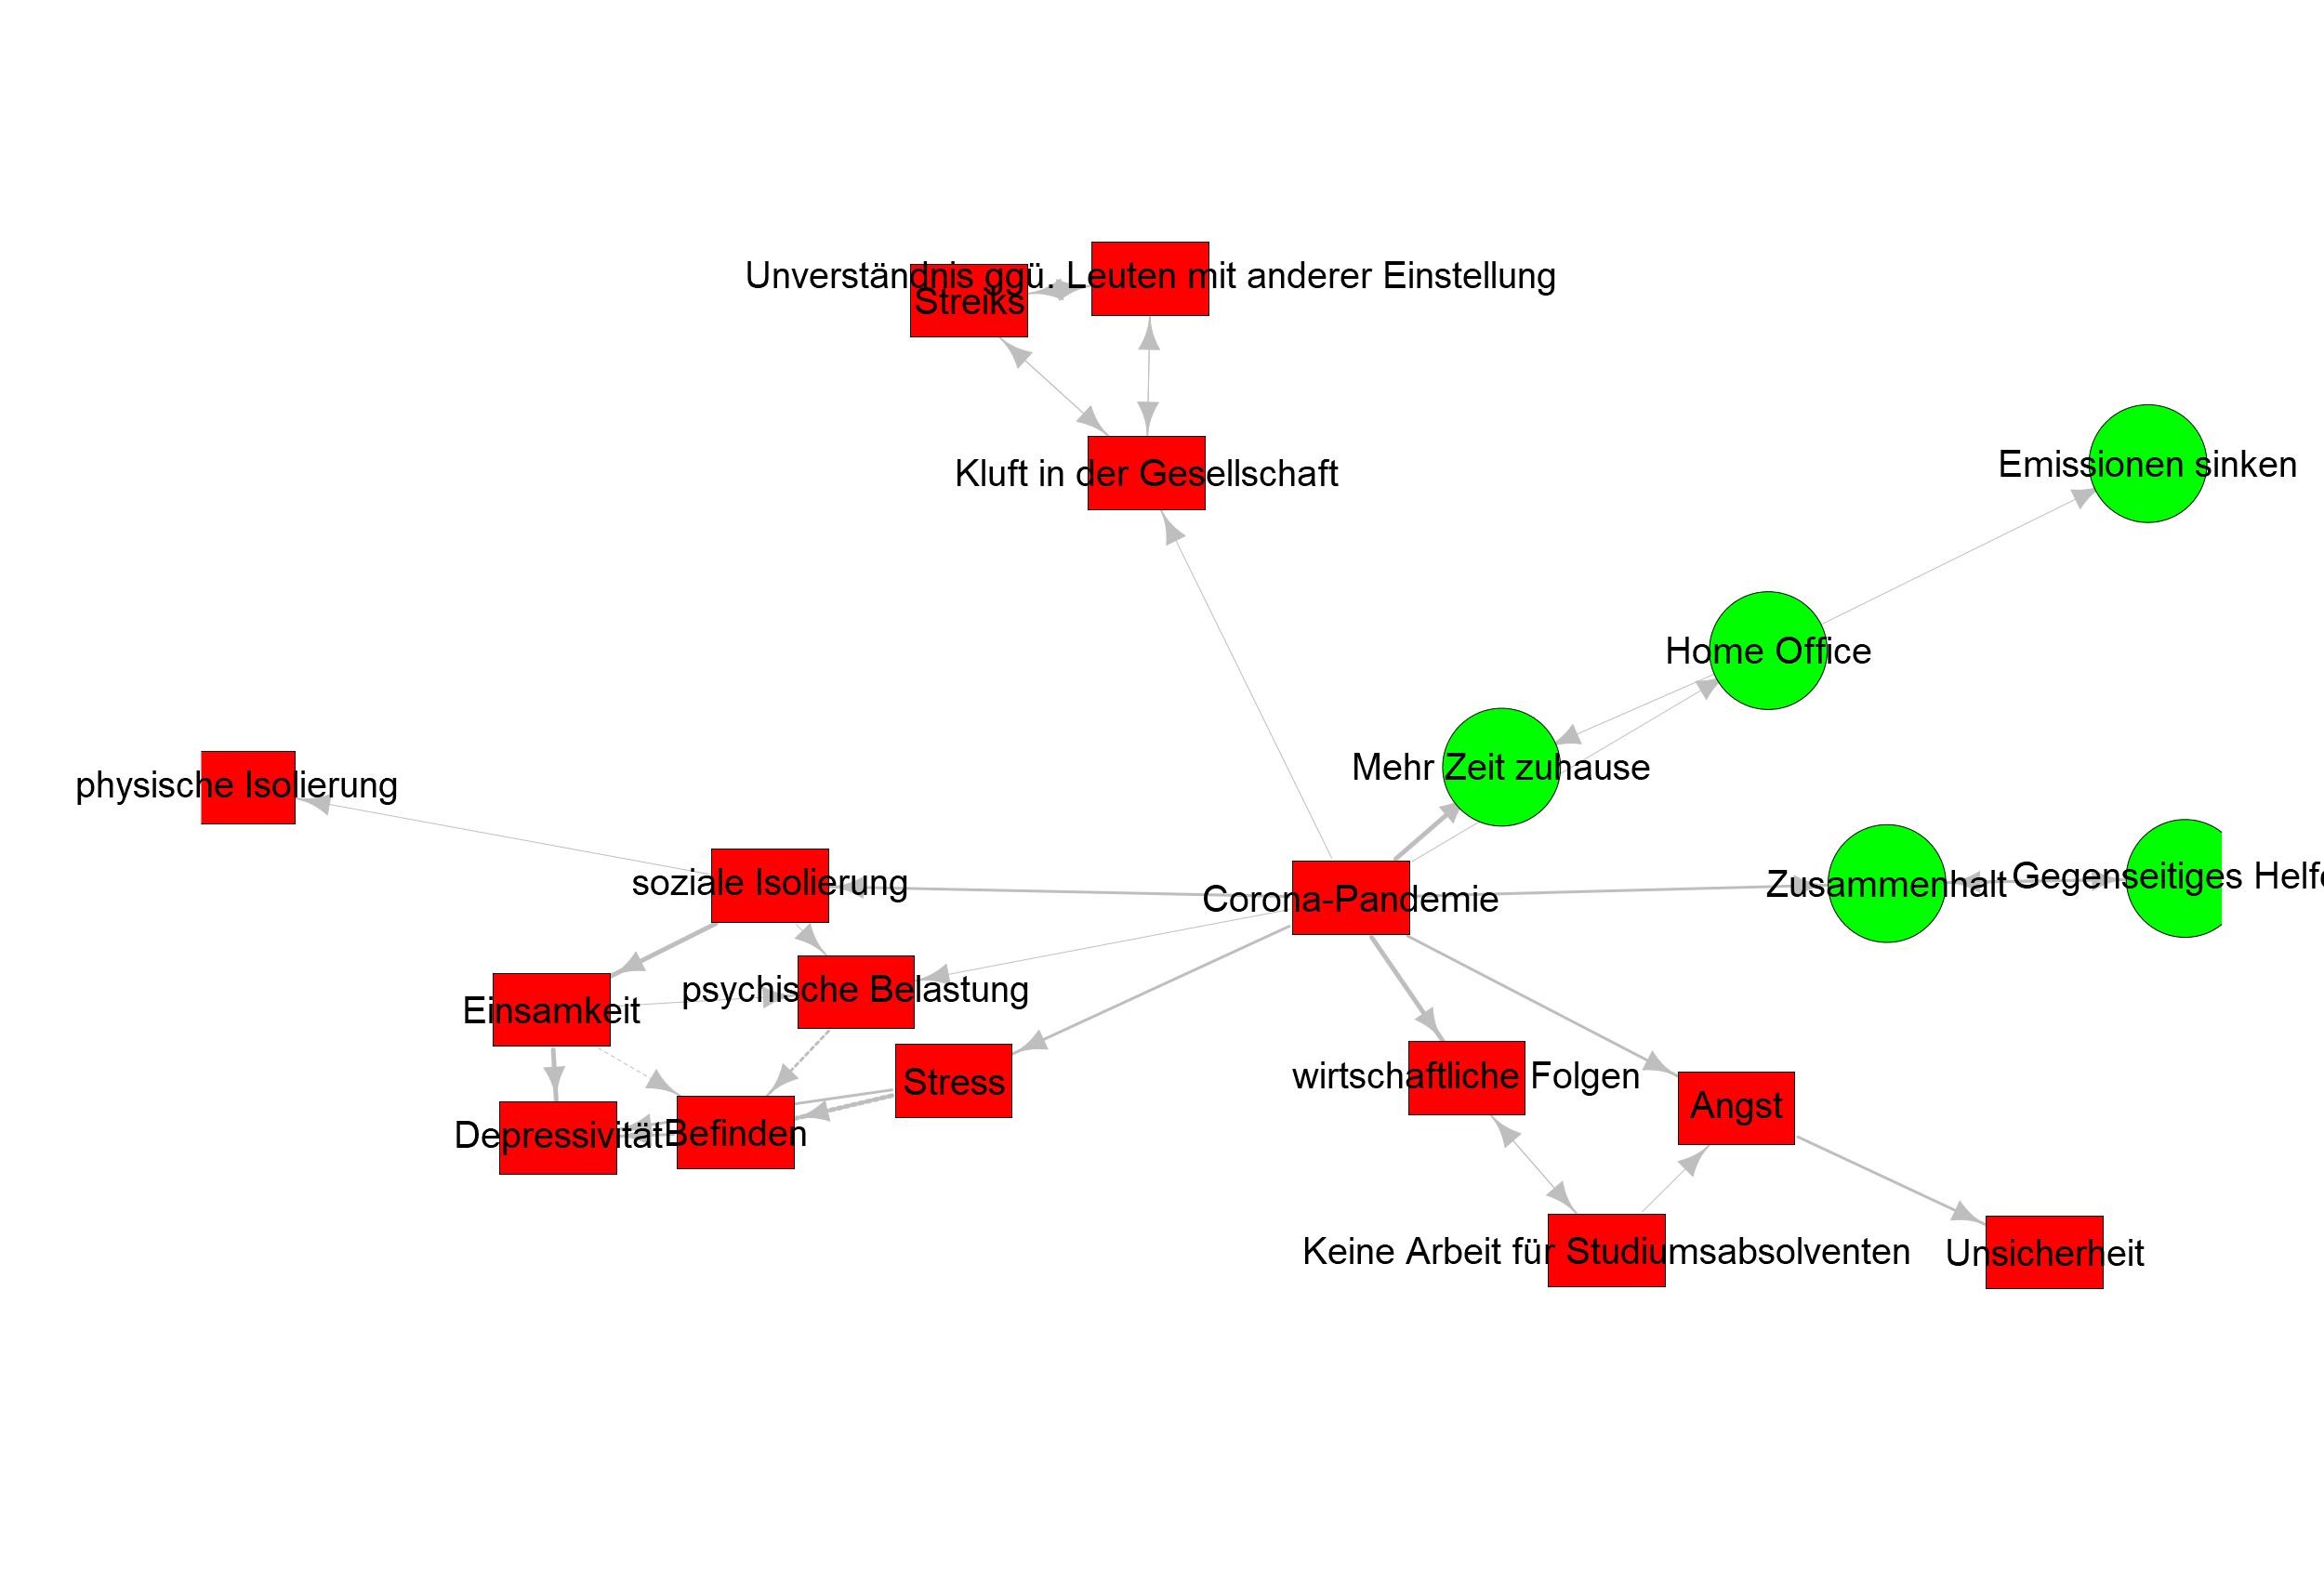 Unverständnis ggü. Leuten mit anderer Einstellung
Streiks
Kluft in der Gesellschaft
Emissionen sinken
Home Office
Mehr Zeit zuhause
physische Isolierung
soziale Isolierung
Corona-Pandemie
Zusammenhalt
Gegenseitiges Helfe
psychische Belastung
Einsamkeit
Stress
wirtschaftliche Folgen
Angst
Depressivität
Befinden
Keine Arbeit für Studiumsabsolventen
Unsicherheit